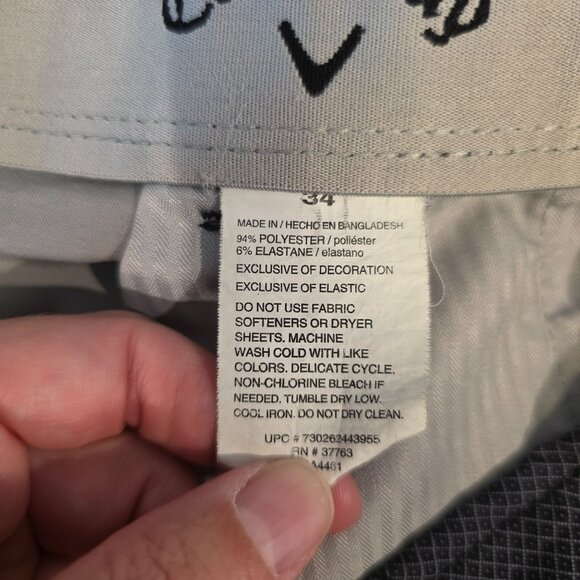 34
MADE IN / HECHO EN BANGLADESH
94% POLYESTER / poliéster
6% ELASTANE / elastano
EXCLUSIVE OF DECORATION
EXCLUSIVE OF ELASTIC
DO NOT USE FABRIC
SOFTENERS OR DRYER
SHEETS. MACHINE
WASH COLD WITH LIKE
COLORS. DELICATE CYCLE.
NON-CHLORINE BLEACH IF
NEEDED. TUMBLE DRY LOW.
COOL IRON. DO NOT DRY CLEAN.
UPC # 730262443955
RN # 37763